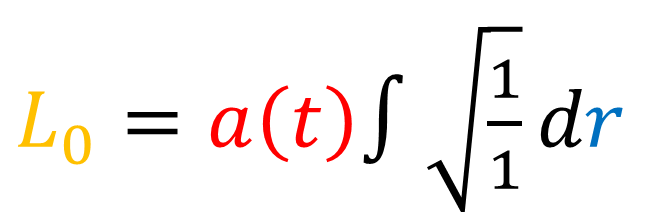 L₀ = a(t)∫ √(1/1) dr